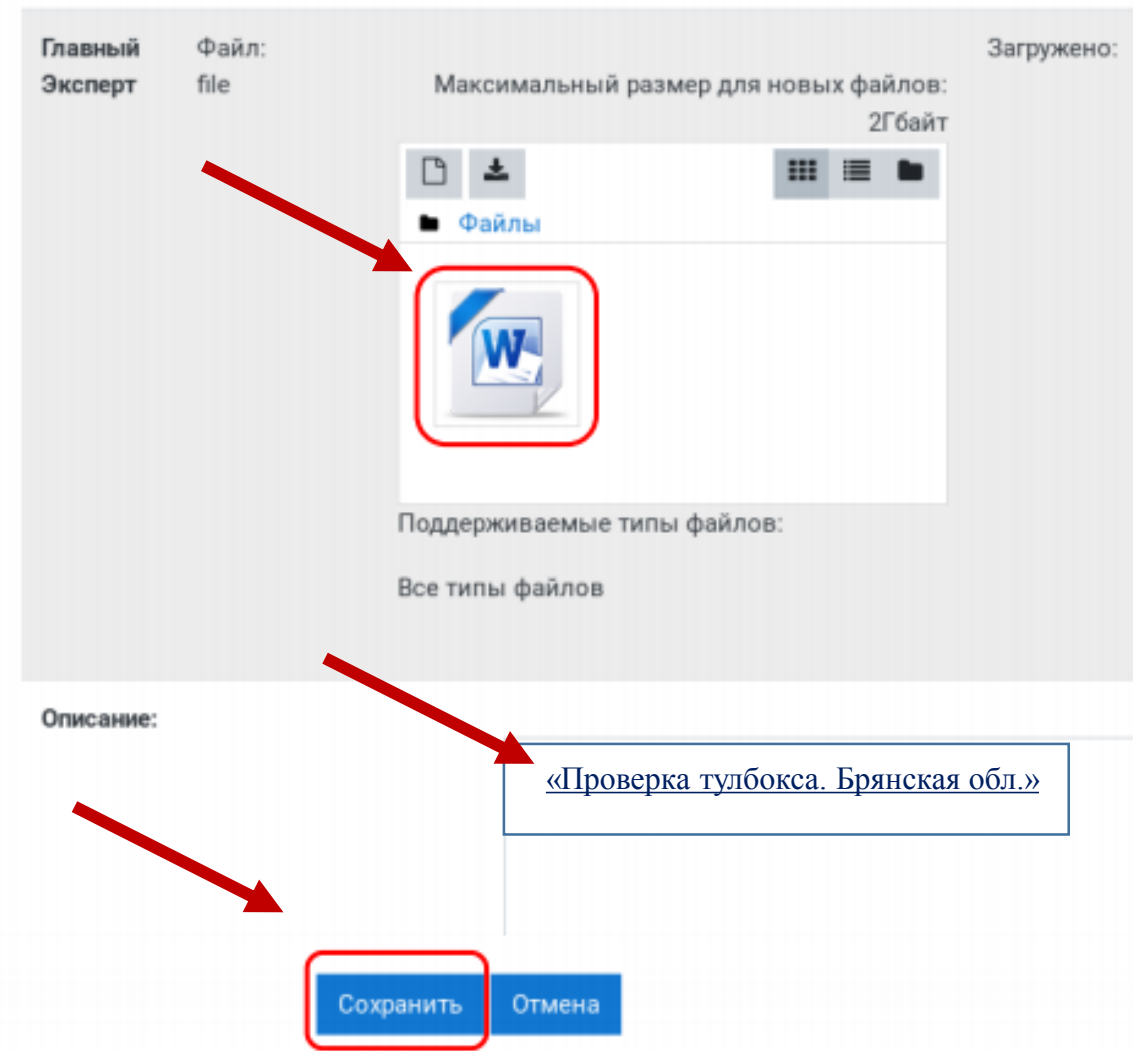 Главный Файл: Загружено:
Эксперт file Максимальный размер для новых файлов:
2Гбайт
Файлы
W
Поддерживаемые типы файлов:
Все типы файлов
Описание:
«Проверка тулбокса. Брянская обл.»
Сохранить Отмена